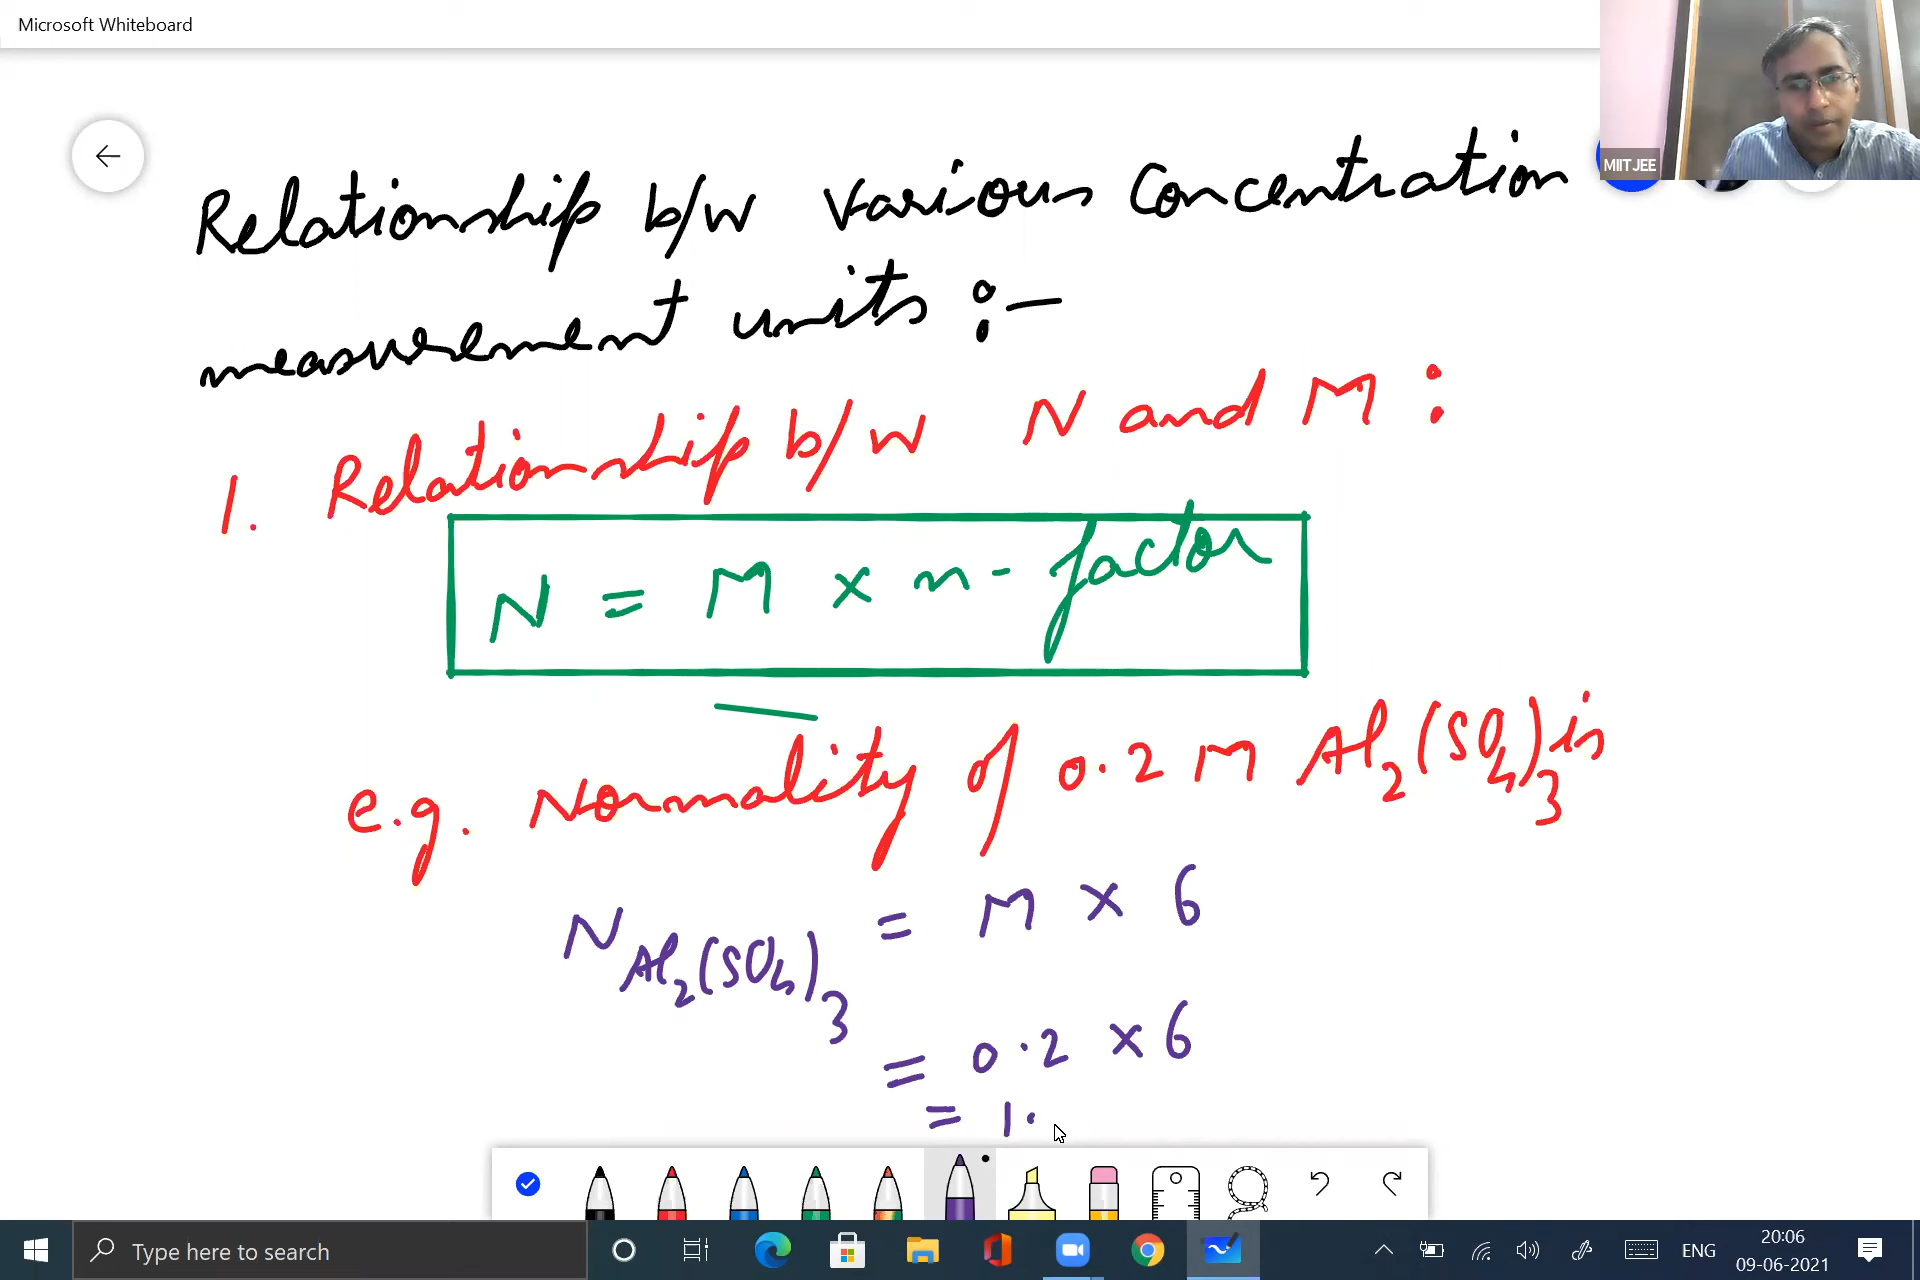 Microsoft Whiteboard
MIIT JEE
Relationship b/w various concentration
measurement units :-
1. Relationship b/w N and M :
N = M × n-factor
e.g. Normality of 0.2 M Al₂(SO₄)₃ is
N Al₂(SO₄)₃ = M × 6
= 0.2 × 6
= 1.
Type here to search
ENG
20:06
09-06-2021